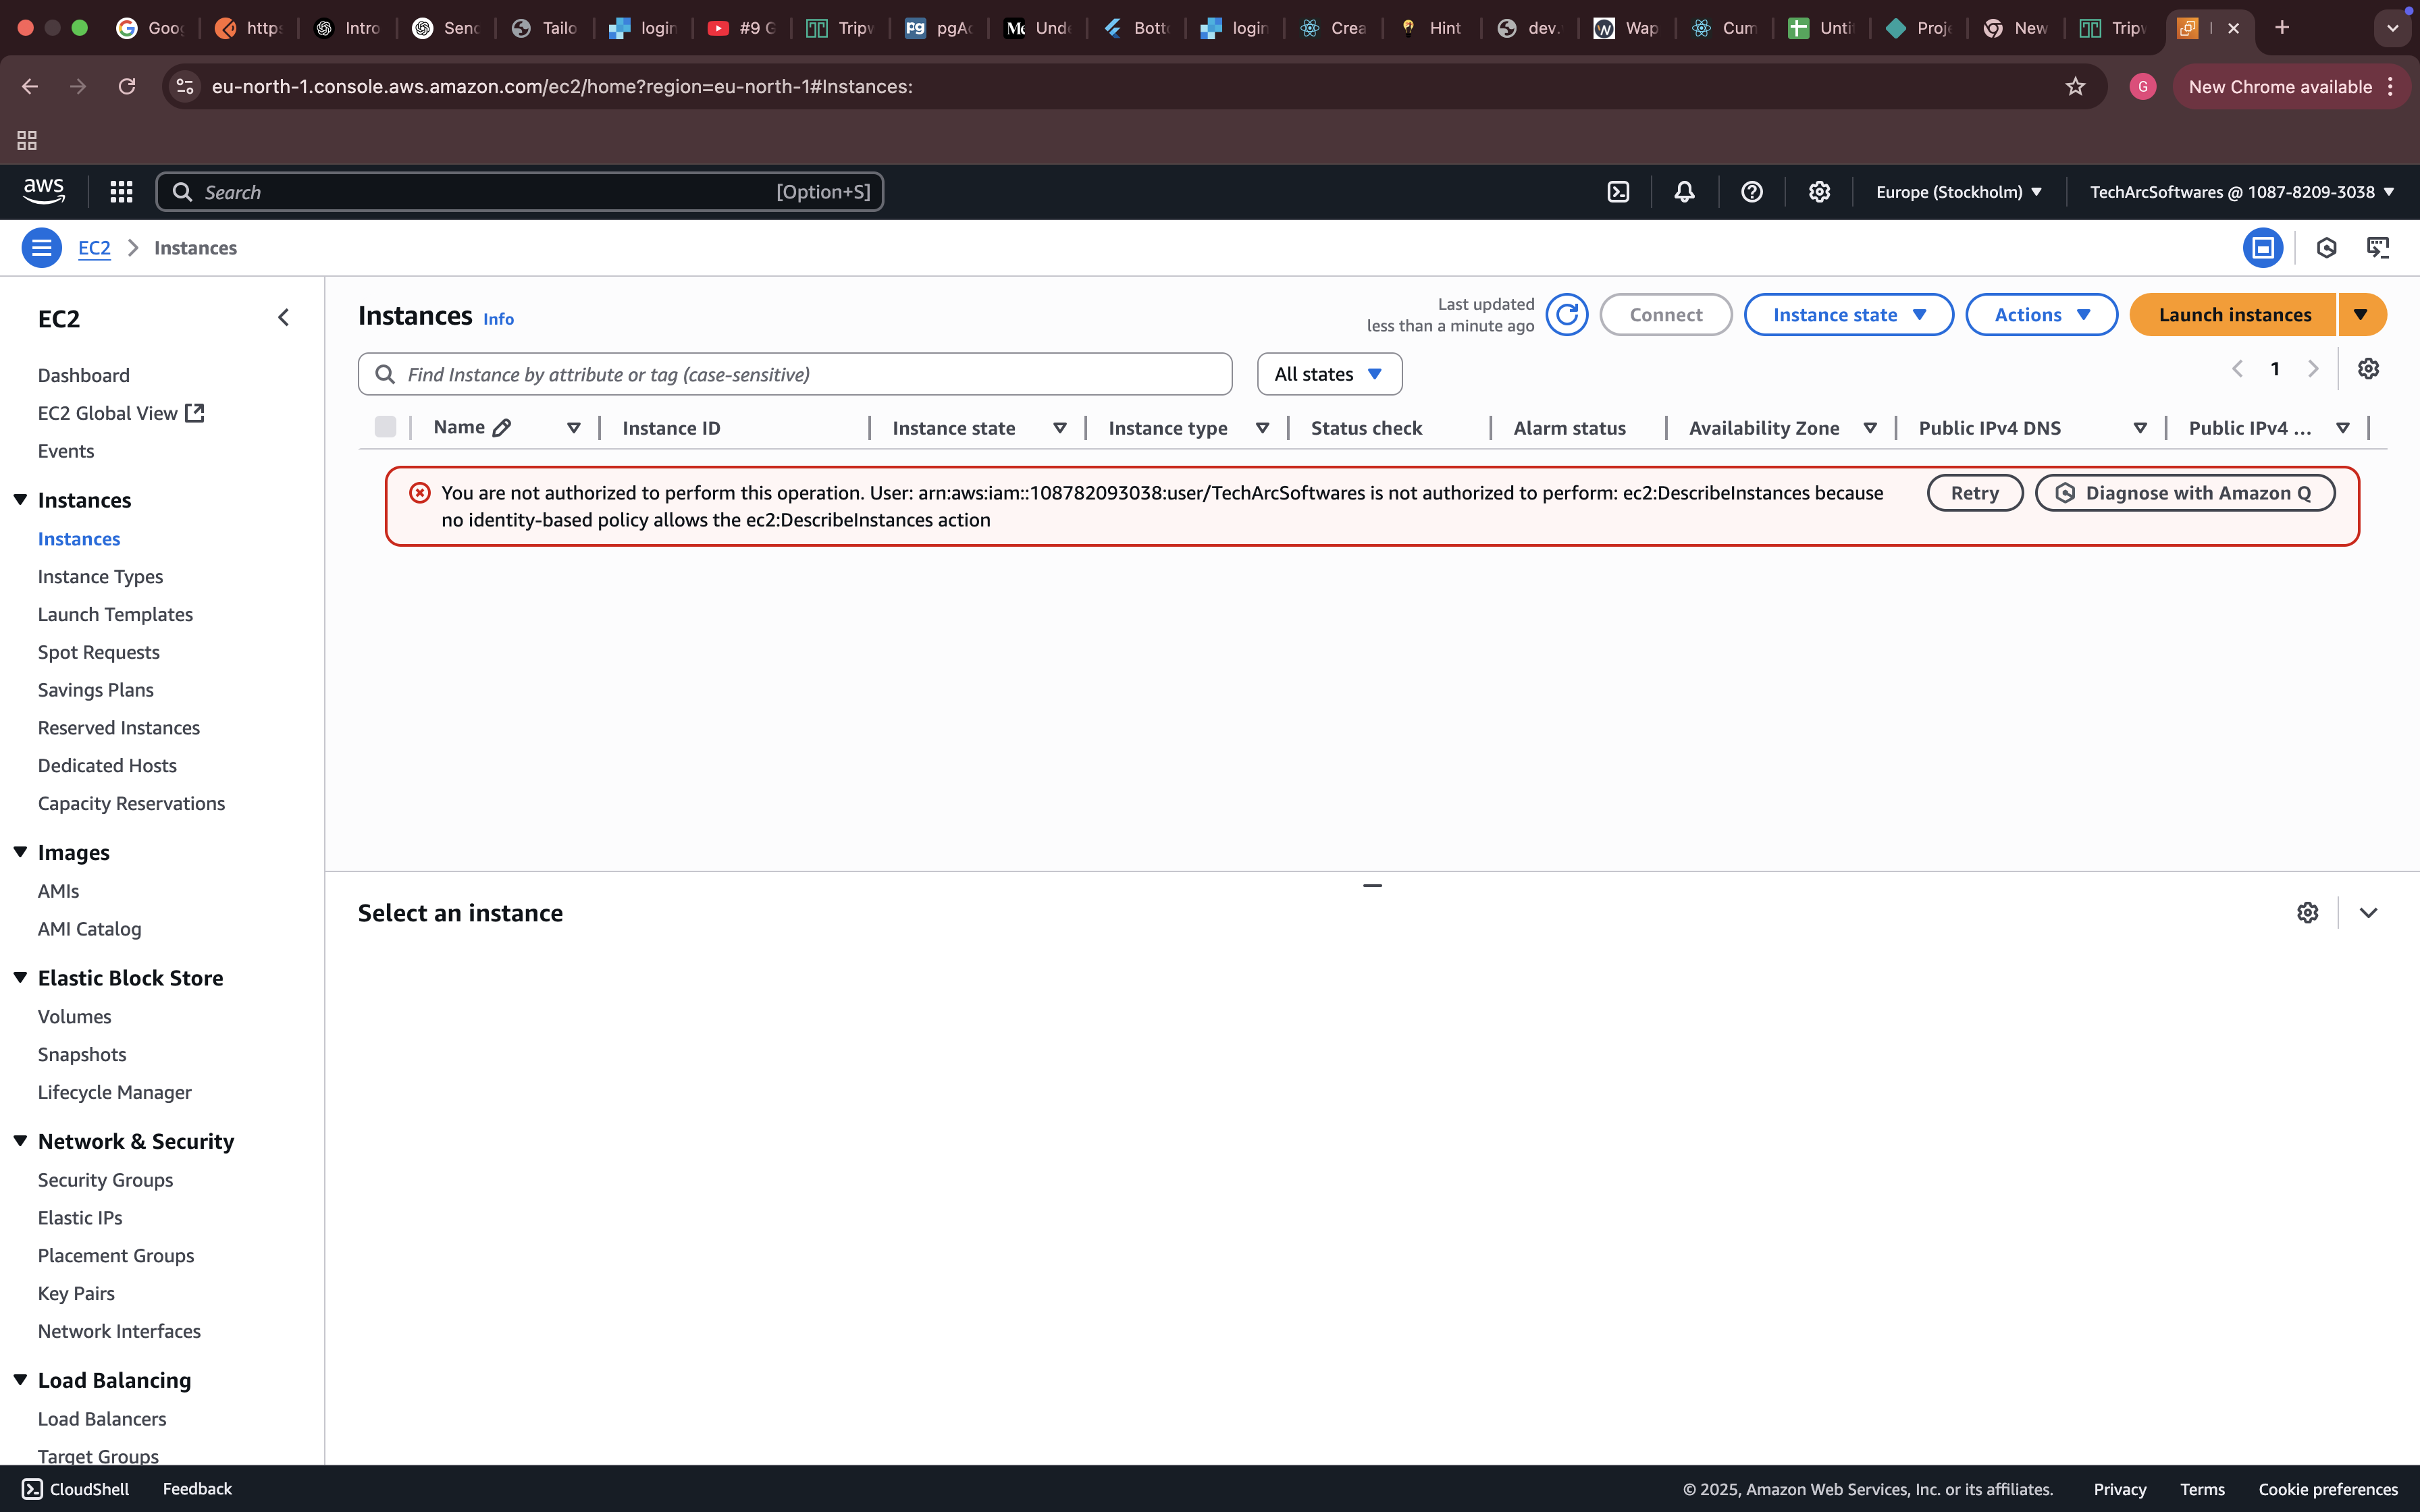 Goo
http
Intro
Send
Tailo
login
#9 G
Trip
pgA
Und
Bott
login
Crea
Hint
dev.
Wap
Cum
Unti
Proj
New
Trip
eu-north-1.console.aws.amazon.com/ec2/home?region=eu-north-1#Instances:
G
New Chrome available
aws
Search
[Option+S]
Europe (Stockholm)
TechArcSoftwares @ 1087-8209-3038
EC2
Instances
EC2
Dashboard
EC2 Global View
Events
Instances
Instances
Instance Types
Launch Templates
Spot Requests
Savings Plans
Reserved Instances
Dedicated Hosts
Capacity Reservations
Images
AMIs
AMI Catalog
Elastic Block Store
Volumes
Snapshots
Lifecycle Manager
Network & Security
Security Groups
Elastic IPs
Placement Groups
Key Pairs
Network Interfaces
Load Balancing
Load Balancers
Target Groups
Instances Info
Last updated
less than a minute ago
Connect
Instance state
Actions
Launch instances
Find Instance by attribute or tag (case-sensitive)
All states
1
Name
Instance ID
Instance state
Instance type
Status check
Alarm status
Availability Zone
Public IPv4 DNS
Public IPv4 ...
You are not authorized to perform this operation. User: arn:aws:iam::108782093038:user/TechArcSoftwares is not authorized to perform: ec2:DescribeInstances because
no identity-based policy allows the ec2:DescribeInstances action
Retry
Diagnose with Amazon Q
Select an instance
CloudShell
Feedback
© 2025, Amazon Web Services, Inc. or its affiliates.
Privacy
Terms
Cookie preferences